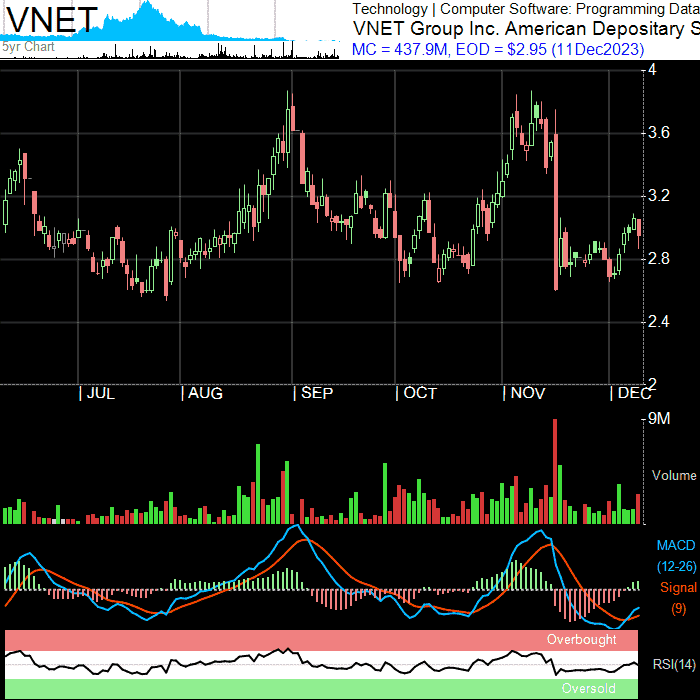 VNET
5yr Chart
Technology | Computer Software: Programming Data
VNET Group Inc. American Depositary S
MC = 437.9M, EOD = $2.95 (11Dec2023)
4
3.6
3.2
2.8
2.4
2
| JUL | AUG | SEP | OCT | NOV | DEC
9M
Volume
MACD
(12-26)
Signal
(9)
Overbought
RSI(14)
Oversold